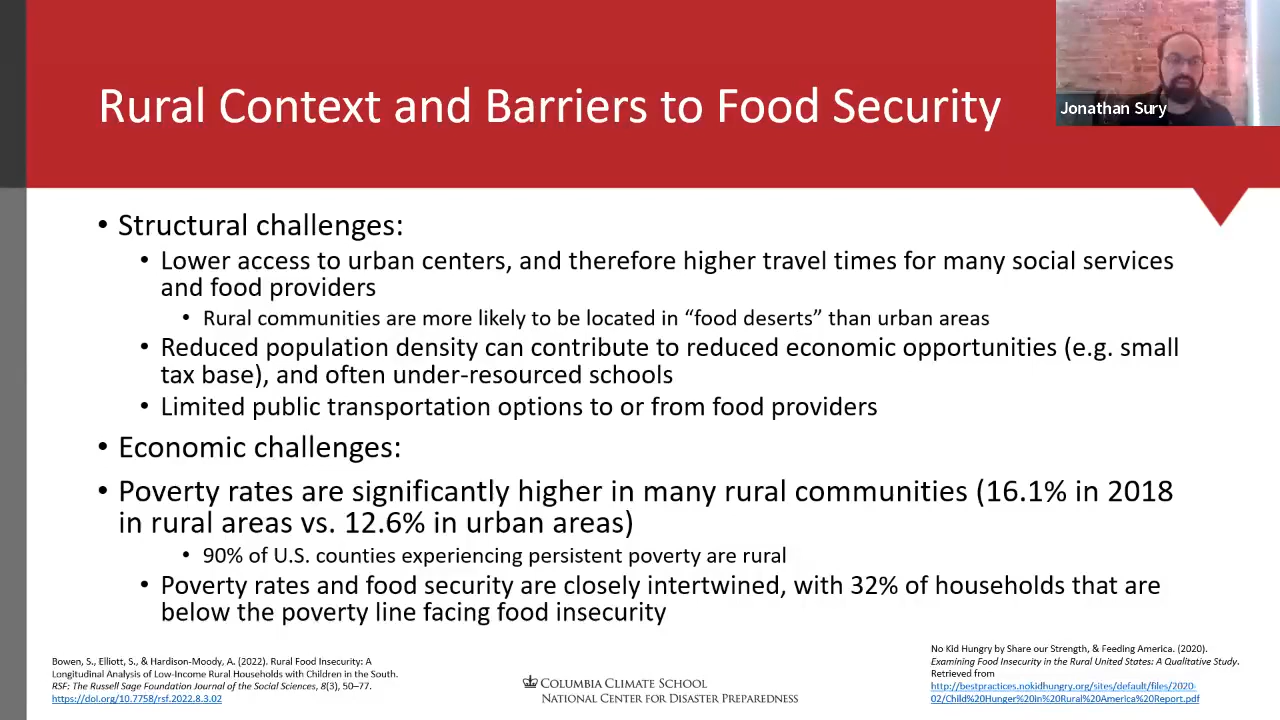 Rural Context and Barriers to Food Security
Jonathan Sury
• Structural challenges:
• Lower access to urban centers, and therefore higher travel times for many social services
and food providers
• Rural communities are more likely to be located in “food deserts” than urban areas
• Reduced population density can contribute to reduced economic opportunities (e.g. small
tax base), and often under-resourced schools
• Limited public transportation options to or from food providers
• Economic challenges:
• Poverty rates are significantly higher in many rural communities (16.1% in 2018
in rural areas vs. 12.6% in urban areas)
• 90% of U.S. counties experiencing persistent poverty are rural
• Poverty rates and food security are closely intertwined, with 32% of households that are
below the poverty line facing food insecurity
Bowen, S., Elliott, S., & Hardison-Moody, A. (2022). Rural Food Insecurity: A
Longitudinal Analysis of Low-Income Rural Households with Children in the South.
RSF: The Russell Sage Foundation Journal of the Social Sciences, 8(3), 50–77.
https://doi.org/10.7758/rsf.2022.8.3.02
COLUMBIA CLIMATE SCHOOL
NATIONAL CENTER FOR DISASTER PREPAREDNESS
No Kid Hungry by Share our Strength, & Feeding America. (2020).
Examining Food Insecurity in the Rural United States: A Qualitative Study.
Retrieved from
http://bestpractices.nokidhungry.org/sites/default/files/2020-
02/Child%20Hunger%20in%20Rural%20America%20Report.pdf